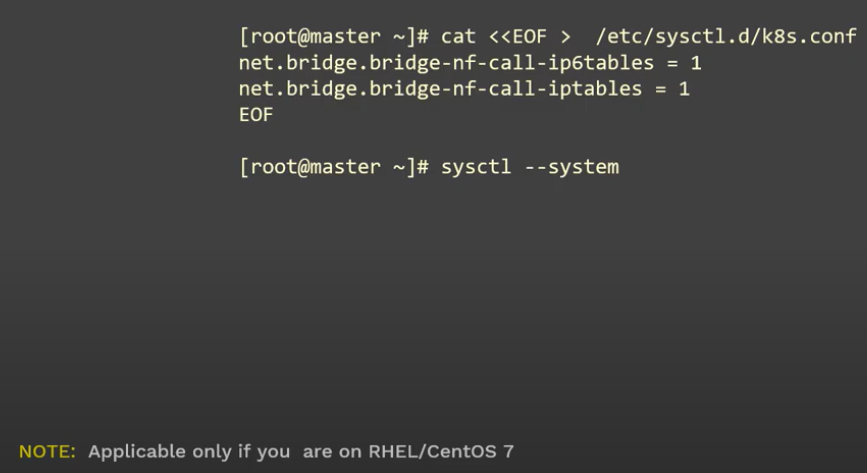 [root@master ~]# cat <<EOF >  /etc/sysctl.d/k8s.conf
net.bridge.bridge-nf-call-ip6tables = 1
net.bridge.bridge-nf-call-iptables = 1
EOF
[root@master ~]# sysctl --system
NOTE: Applicable only if you are on RHEL/CentOS 7